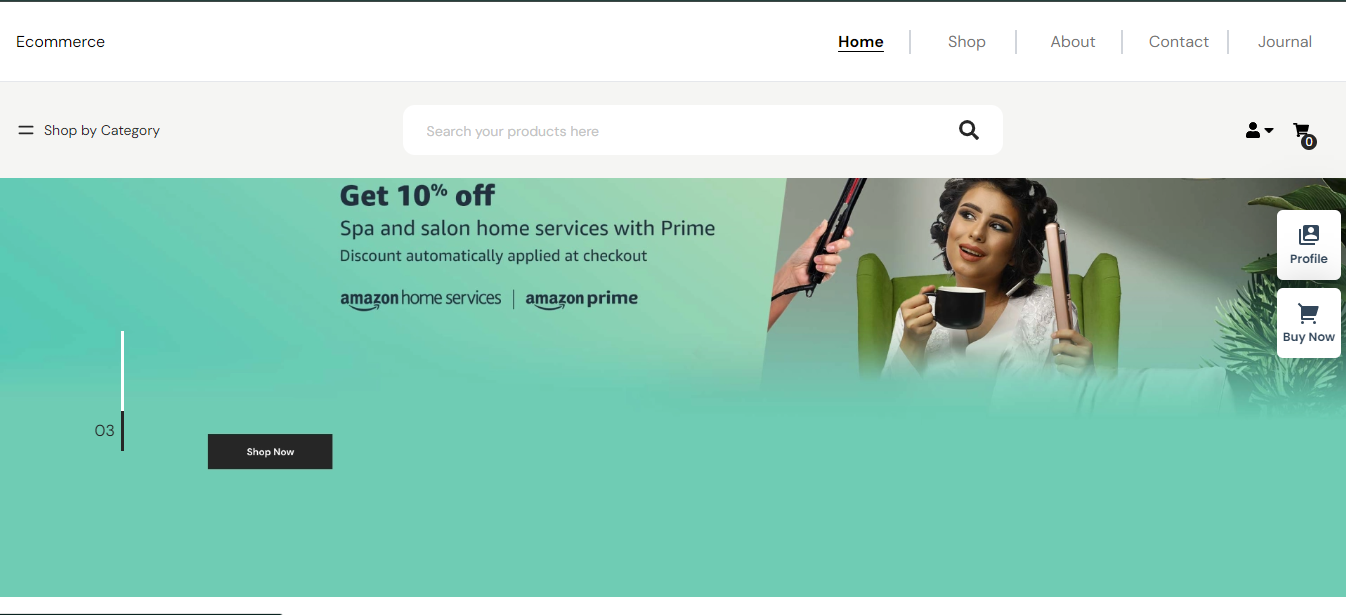 Ecommerce
Home
Shop
About
Contact
Journal
Shop by Category
Search your products here
0
Get 10% off
Spa and salon home services with Prime
Discount automatically applied at checkout
amazon home services | amazon prime
Profile
Buy Now
03
Shop Now